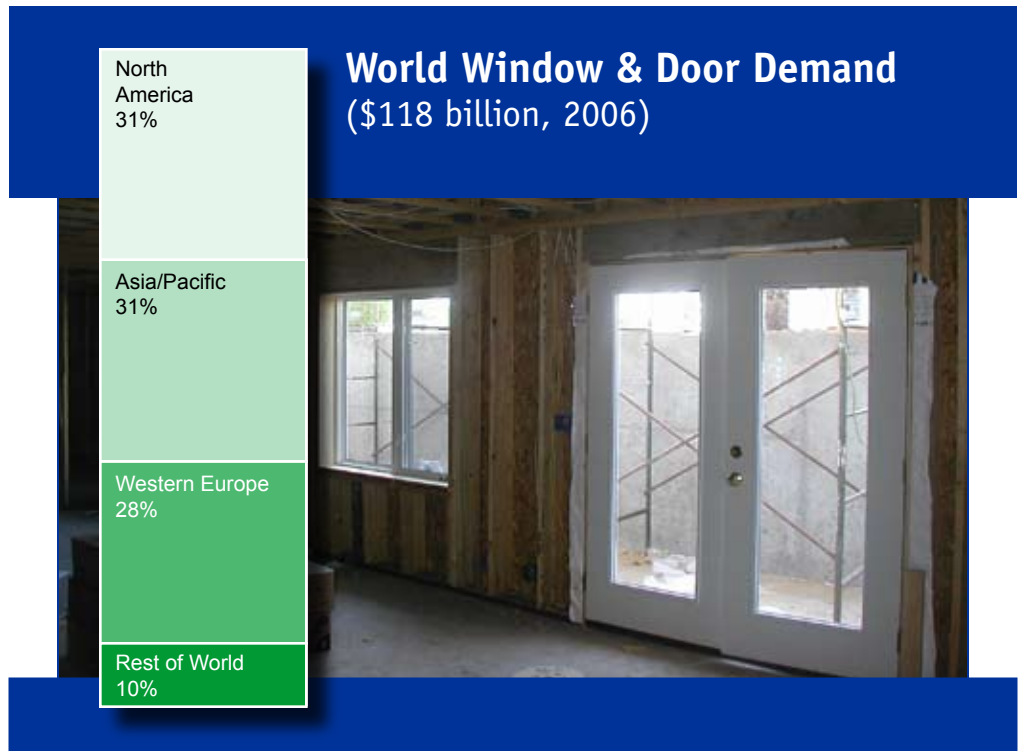 World Window & Door Demand
($118 billion, 2006)
North
America
31%
Asia/Pacific
31%
Western Europe
28%
Rest of World
10%